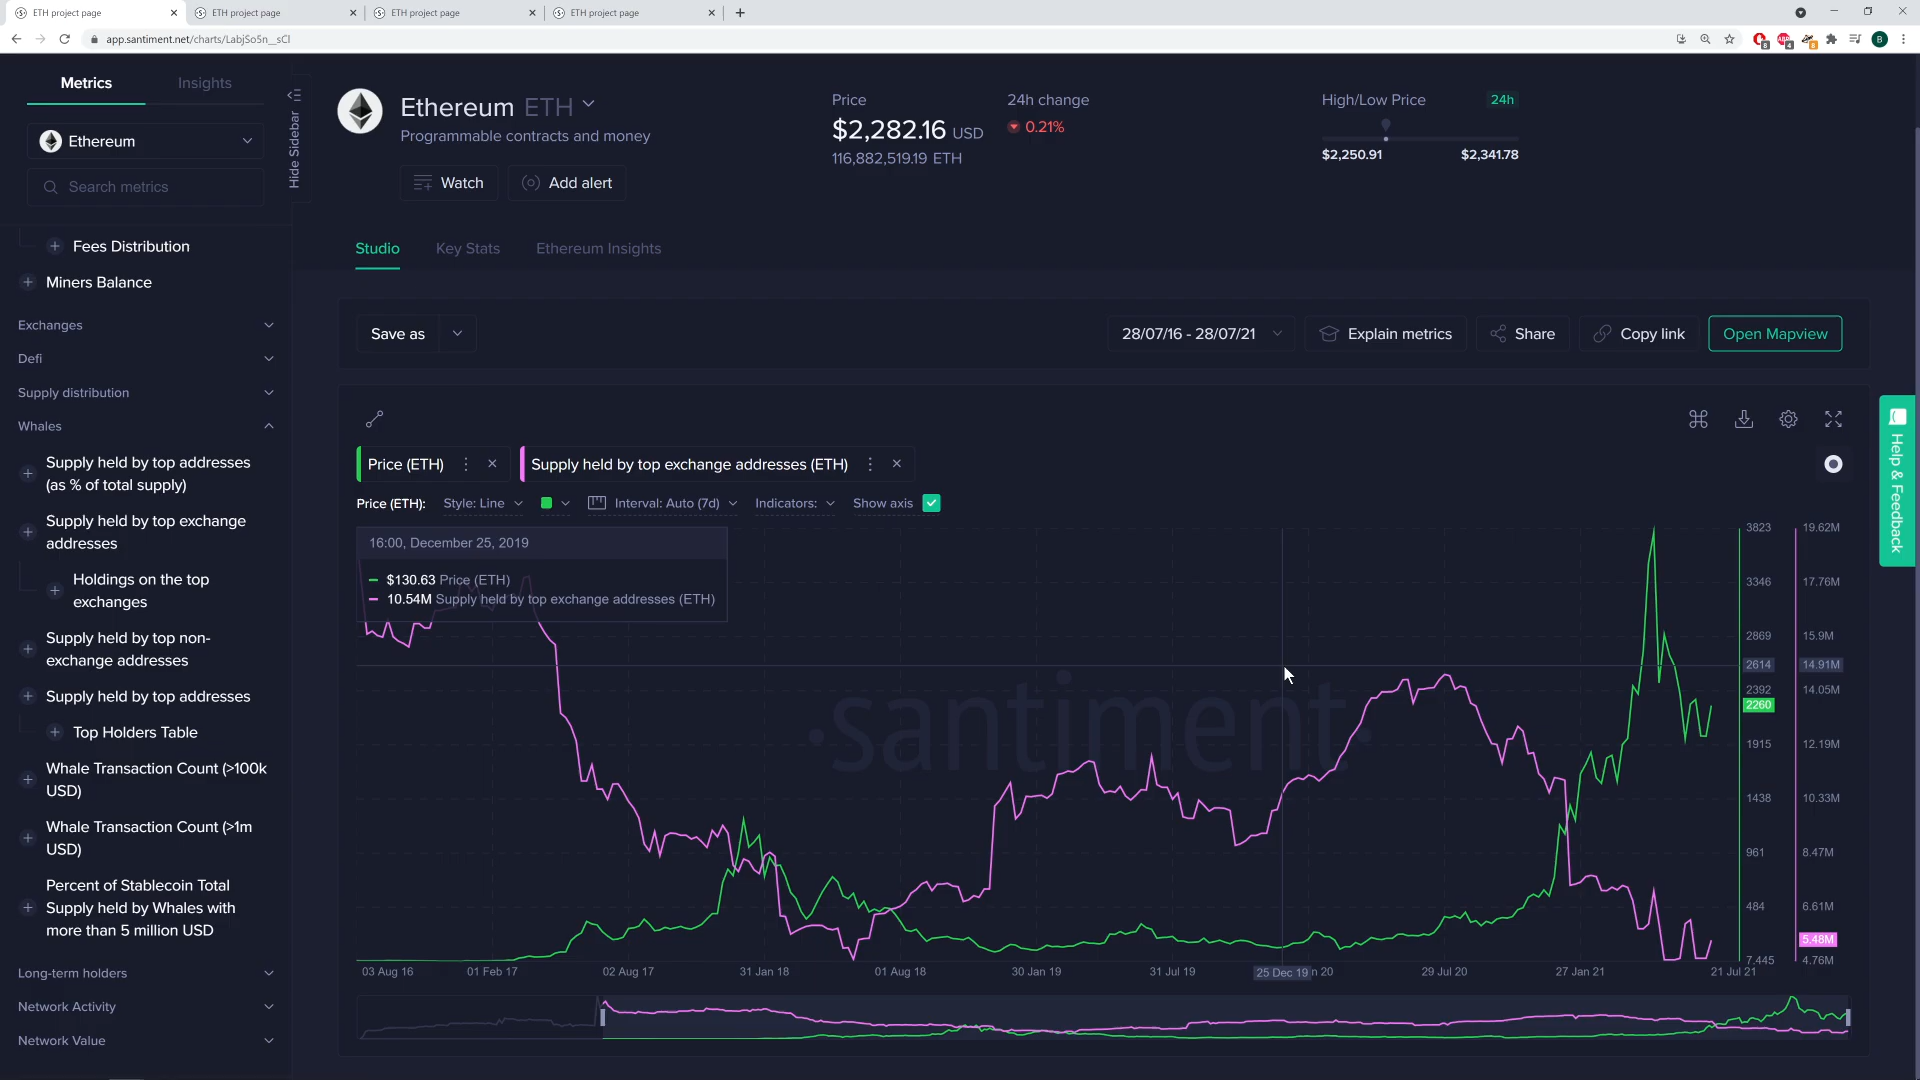 ETH project page
ETH project page
ETH project page
ETH project page
app.santiment.net/charts/LabjSo5n__sCl
8
4
8
B
Metrics
Insights
Ethereum
Search metrics
Hide Sidebar
Fees Distribution
Miners Balance
Exchanges
Defi
Supply distribution
Whales
Supply held by top addresses
(as % of total supply)
Supply held by top exchange
addresses
Holdings on the top
exchanges
Supply held by top non-
exchange addresses
Supply held by top addresses
Top Holders Table
Whale Transaction Count (>100k
USD)
Whale Transaction Count (>1m
USD)
Percent of Stablecoin Total
Supply held by Whales with
more than 5 million USD
Long-term holders
Network Activity
Network Value
Ethereum ETH
Programmable contracts and money
Watch
Add alert
Price
$2,282.16 USD
116,882,519.19 ETH
24h change
0.21%
High/Low Price 24h
$2,250.91 $2,341.78
Studio
Key Stats
Ethereum Insights
Save as
28/07/16 - 28/07/21
Explain metrics
Share
Copy link
Open Mapview
Help & Feedback
Price (ETH)
Supply held by top exchange addresses (ETH)
Price (ETH): Style: Line Interval: Auto (7d) Indicators: Show axis
16:00, December 25, 2019
$130.63 Price (ETH)
10.54M Supply held by top exchange addresses (ETH)
·santiment·
3823 19.62M
3346 17.76M
2869 15.9M
2614 14.91M
2392 14.05M
2260
1915 12.19M
1438 10.33M
961 8.47M
484 6.61M
5.48M
7.445 4.76M
03 Aug 16 01 Feb 17 02 Aug 17 31 Jan 18 01 Aug 18 30 Jan 19 31 Jul 19 25 Dec 19 n 20 29 Jul 20 27 Jan 21 21 Jul 21